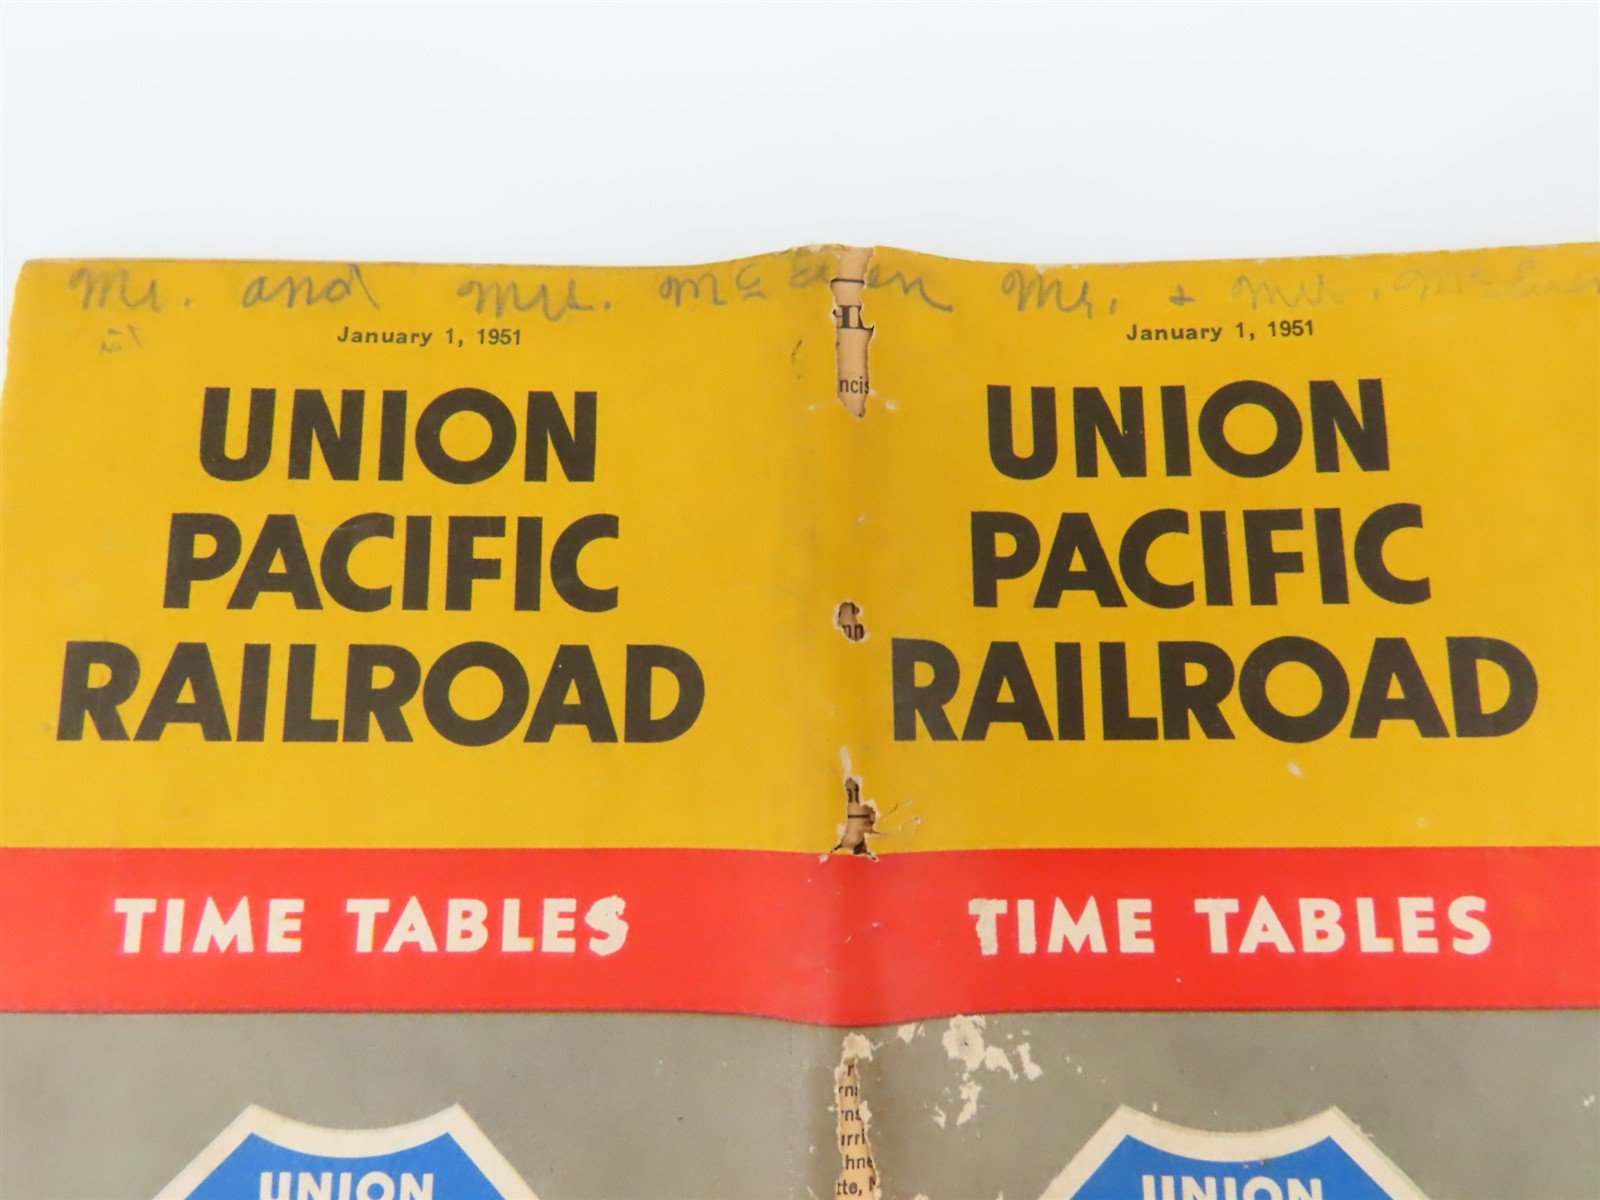 Mr. and Mrs. McEwen Mr. + Mrs. McEwen
January 1, 1951
UNION
PACIFIC
RAILROAD
TIME TABLES
UNION
January 1, 1951
UNION
PACIFIC
RAILROAD
TIME TABLES
UNION
ncis